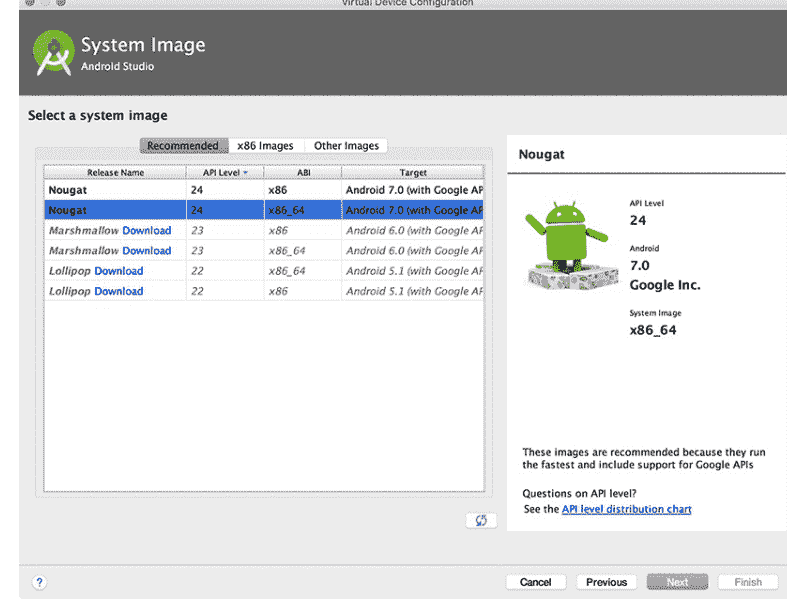 Virtual Device Configuration
System Image
Android Studio
Select a system image
Recommended x86 Images Other Images
Release Name API Level ABI Target
Nougat 24 x86 Android 7.0 (with Google AP
Nougat 24 x86_64 Android 7.0 (with Google AP
Marshmallow Download 23 x86 Android 6.0 (with Google AP
Marshmallow Download 23 x86_64 Android 6.0 (with Google AP
Lollipop Download 22 x86_64 Android 5.1 (with Google AP
Lollipop Download 22 x86 Android 5.1 (with Google AP
Nougat
API Level
24
Android
7.0
Google Inc.
System Image
x86_64
These images are recommended because they run
the fastest and include support for Google APIs
Questions on API level?
See the API level distribution chart
? Cancel Previous Next Finish